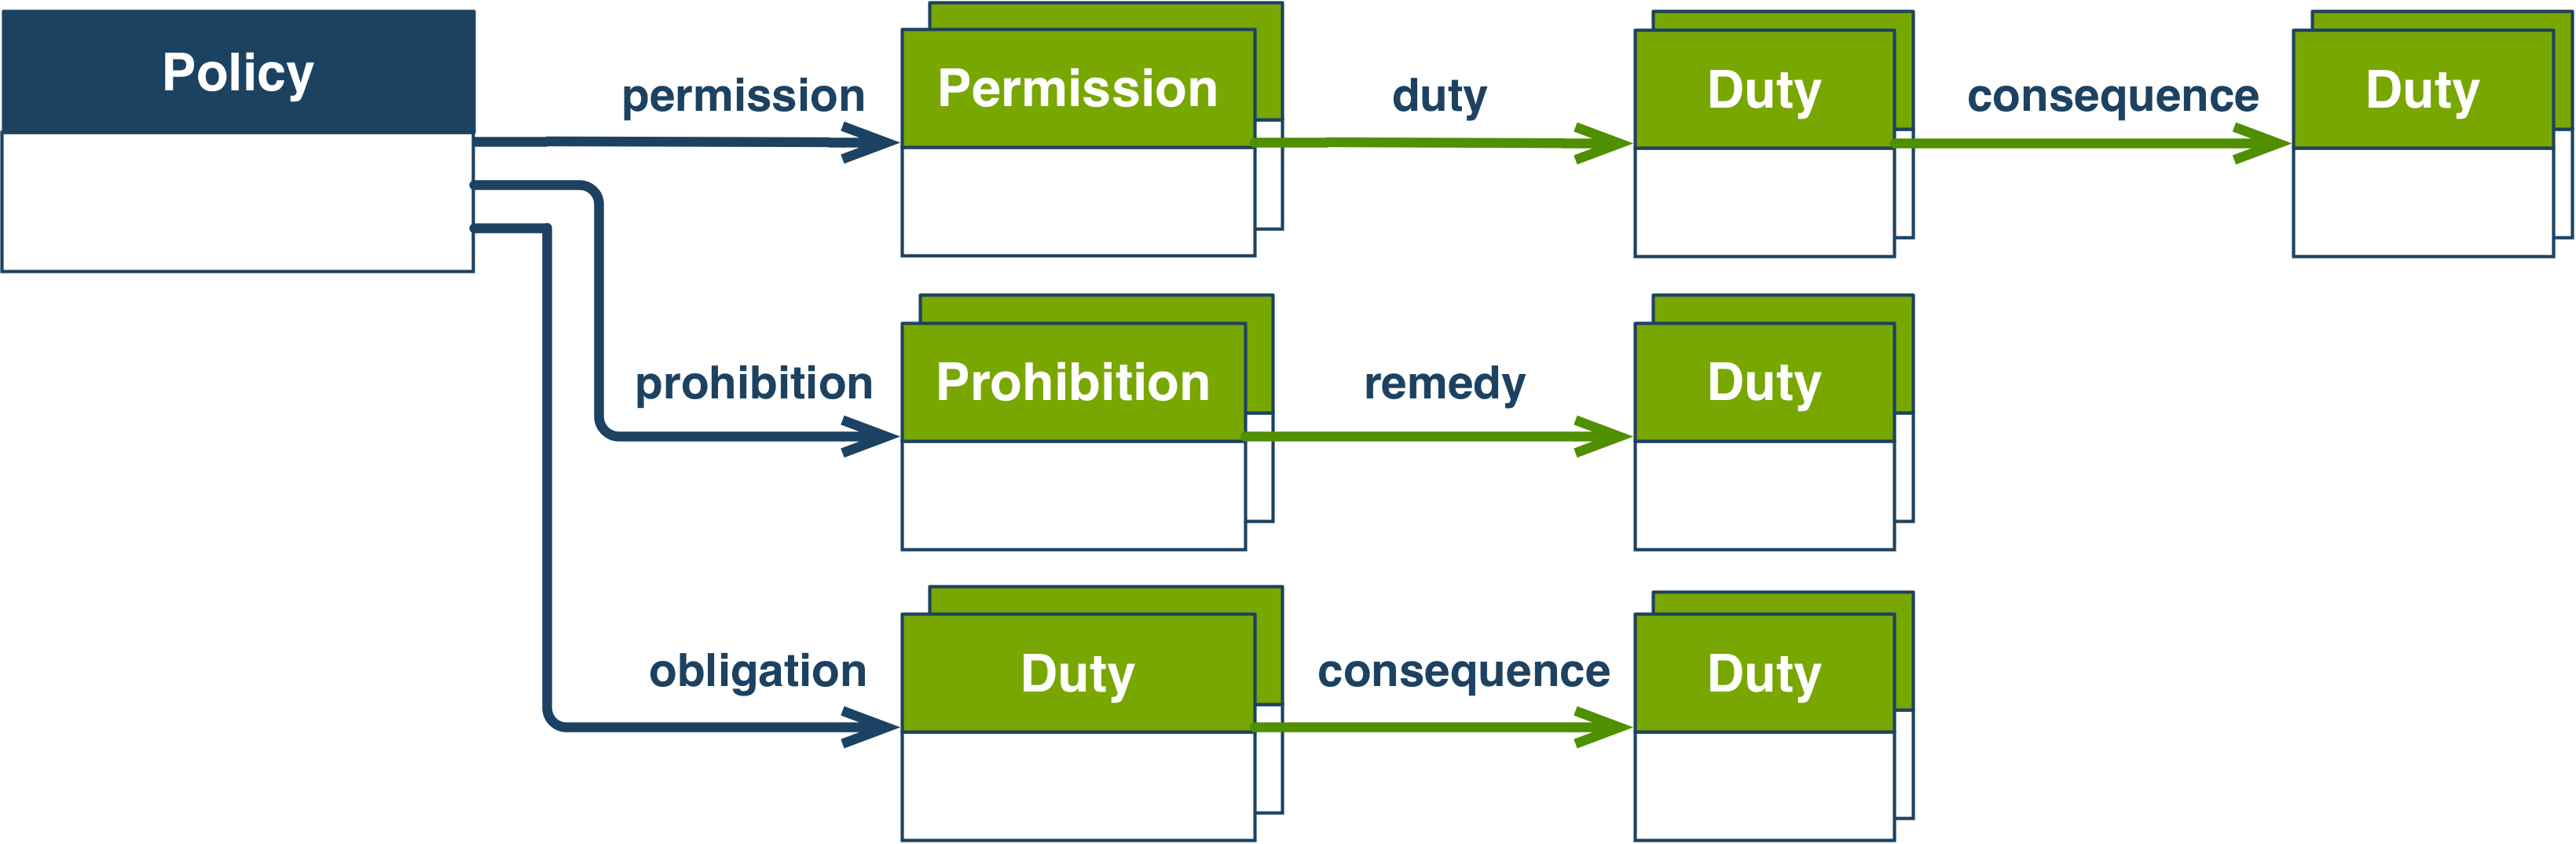 Policy
permission
Permission
duty
Duty
consequence
Duty
prohibition
Prohibition
remedy
Duty
obligation
Duty
consequence
Duty